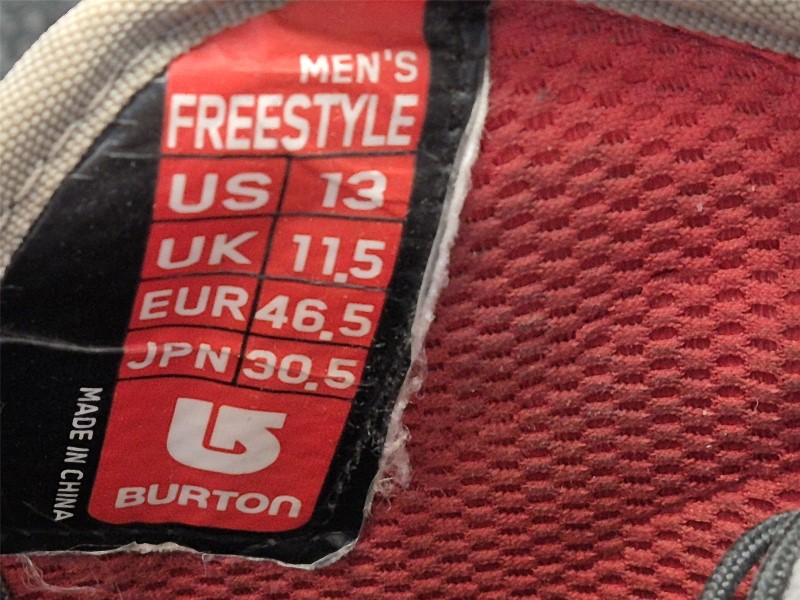 MEN'S
FREESTYLE
US 13
UK 11.5
EUR 46.5
JPN 30.5
BURTON
MADE IN CHINA